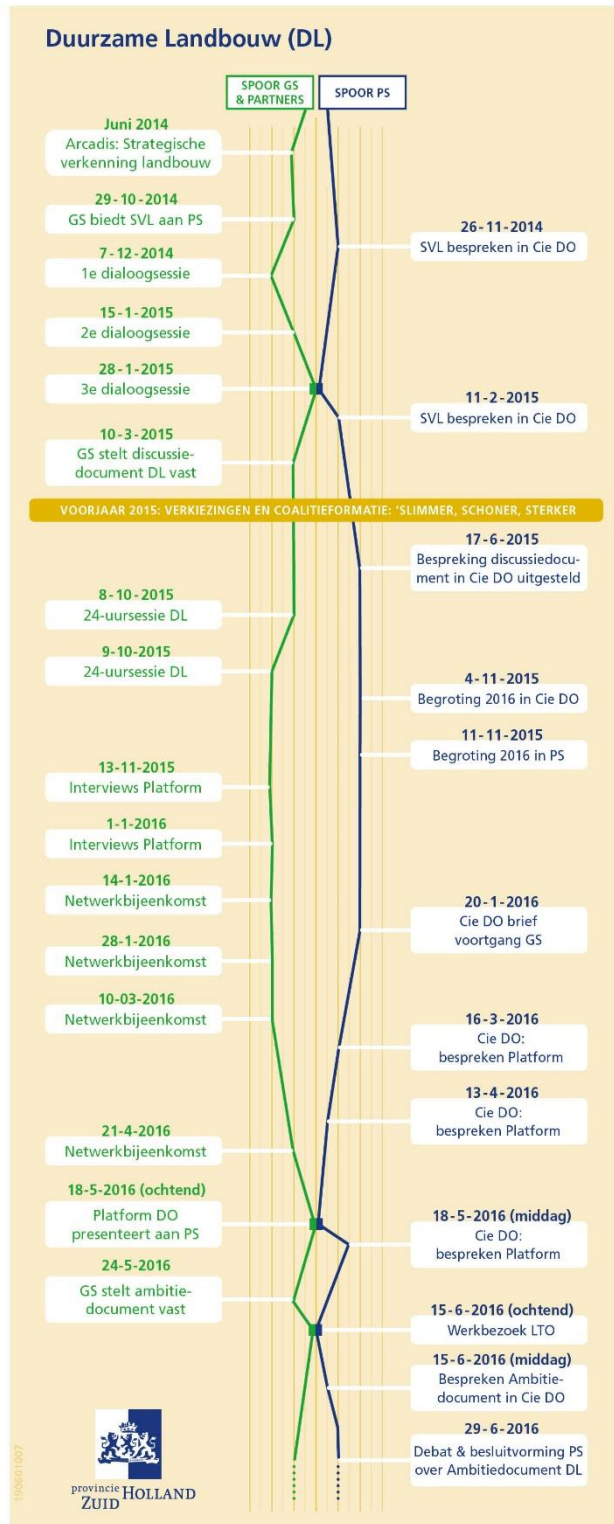 Duurzame Landbouw (DL)
SPOOR GS
& PARTNERS
SPOOR PS
Juni 2014
Arcadis: Strategische
verkenning landbouw
29-10-2014
GS biedt SVL aan PS
26-11-2014
SVL bespreken in Cie DO
7-12-2014
1e dialoogsessie
15-1-2015
2e dialoogsessie
28-1-2015
3e dialoogsessie
11-2-2015
SVL bespreken in Cie DO
10-3-2015
GS stelt discussie-
document DL vast
VOORJAAR 2015: VERKIEZINGEN EN COALITIEFORMATIE: ‘SLIMMER, SCHONER, STERKER
17-6-2015
Bespreking discussiedocu-
ment in Cie DO uitgesteld
8-10-2015
24-uursessie DL
9-10-2015
24-uursessie DL
4-11-2015
Begroting 2016 in Cie DO
11-11-2015
Begroting 2016 in PS
13-11-2015
Interviews Platform
1-1-2016
Interviews Platform
14-1-2016
Netwerkbijeenkomst
20-1-2016
Cie DO brief
voortgang GS
28-1-2016
Netwerkbijeenkomst
10-03-2016
Netwerkbijeenkomst
16-3-2016
Cie DO:
bespreken Platform
13-4-2016
Cie DO:
bespreken Platform
21-4-2016
Netwerkbijeenkomst
18-5-2016 (ochtend)
Platform DO
presenteert aan PS
18-5-2016 (middag)
Cie DO:
bespreken Platform
24-5-2016
GS stelt ambitie-
document vast
15-6-2016 (ochtend)
Werkbezoek LTO
15-6-2016 (middag)
Bespreken Ambitie-
document in Cie DO
29-6-2016
Debat & besluitvorming PS
over Ambitiedocument DL
provincie HOLLAND
ZUID
190601007